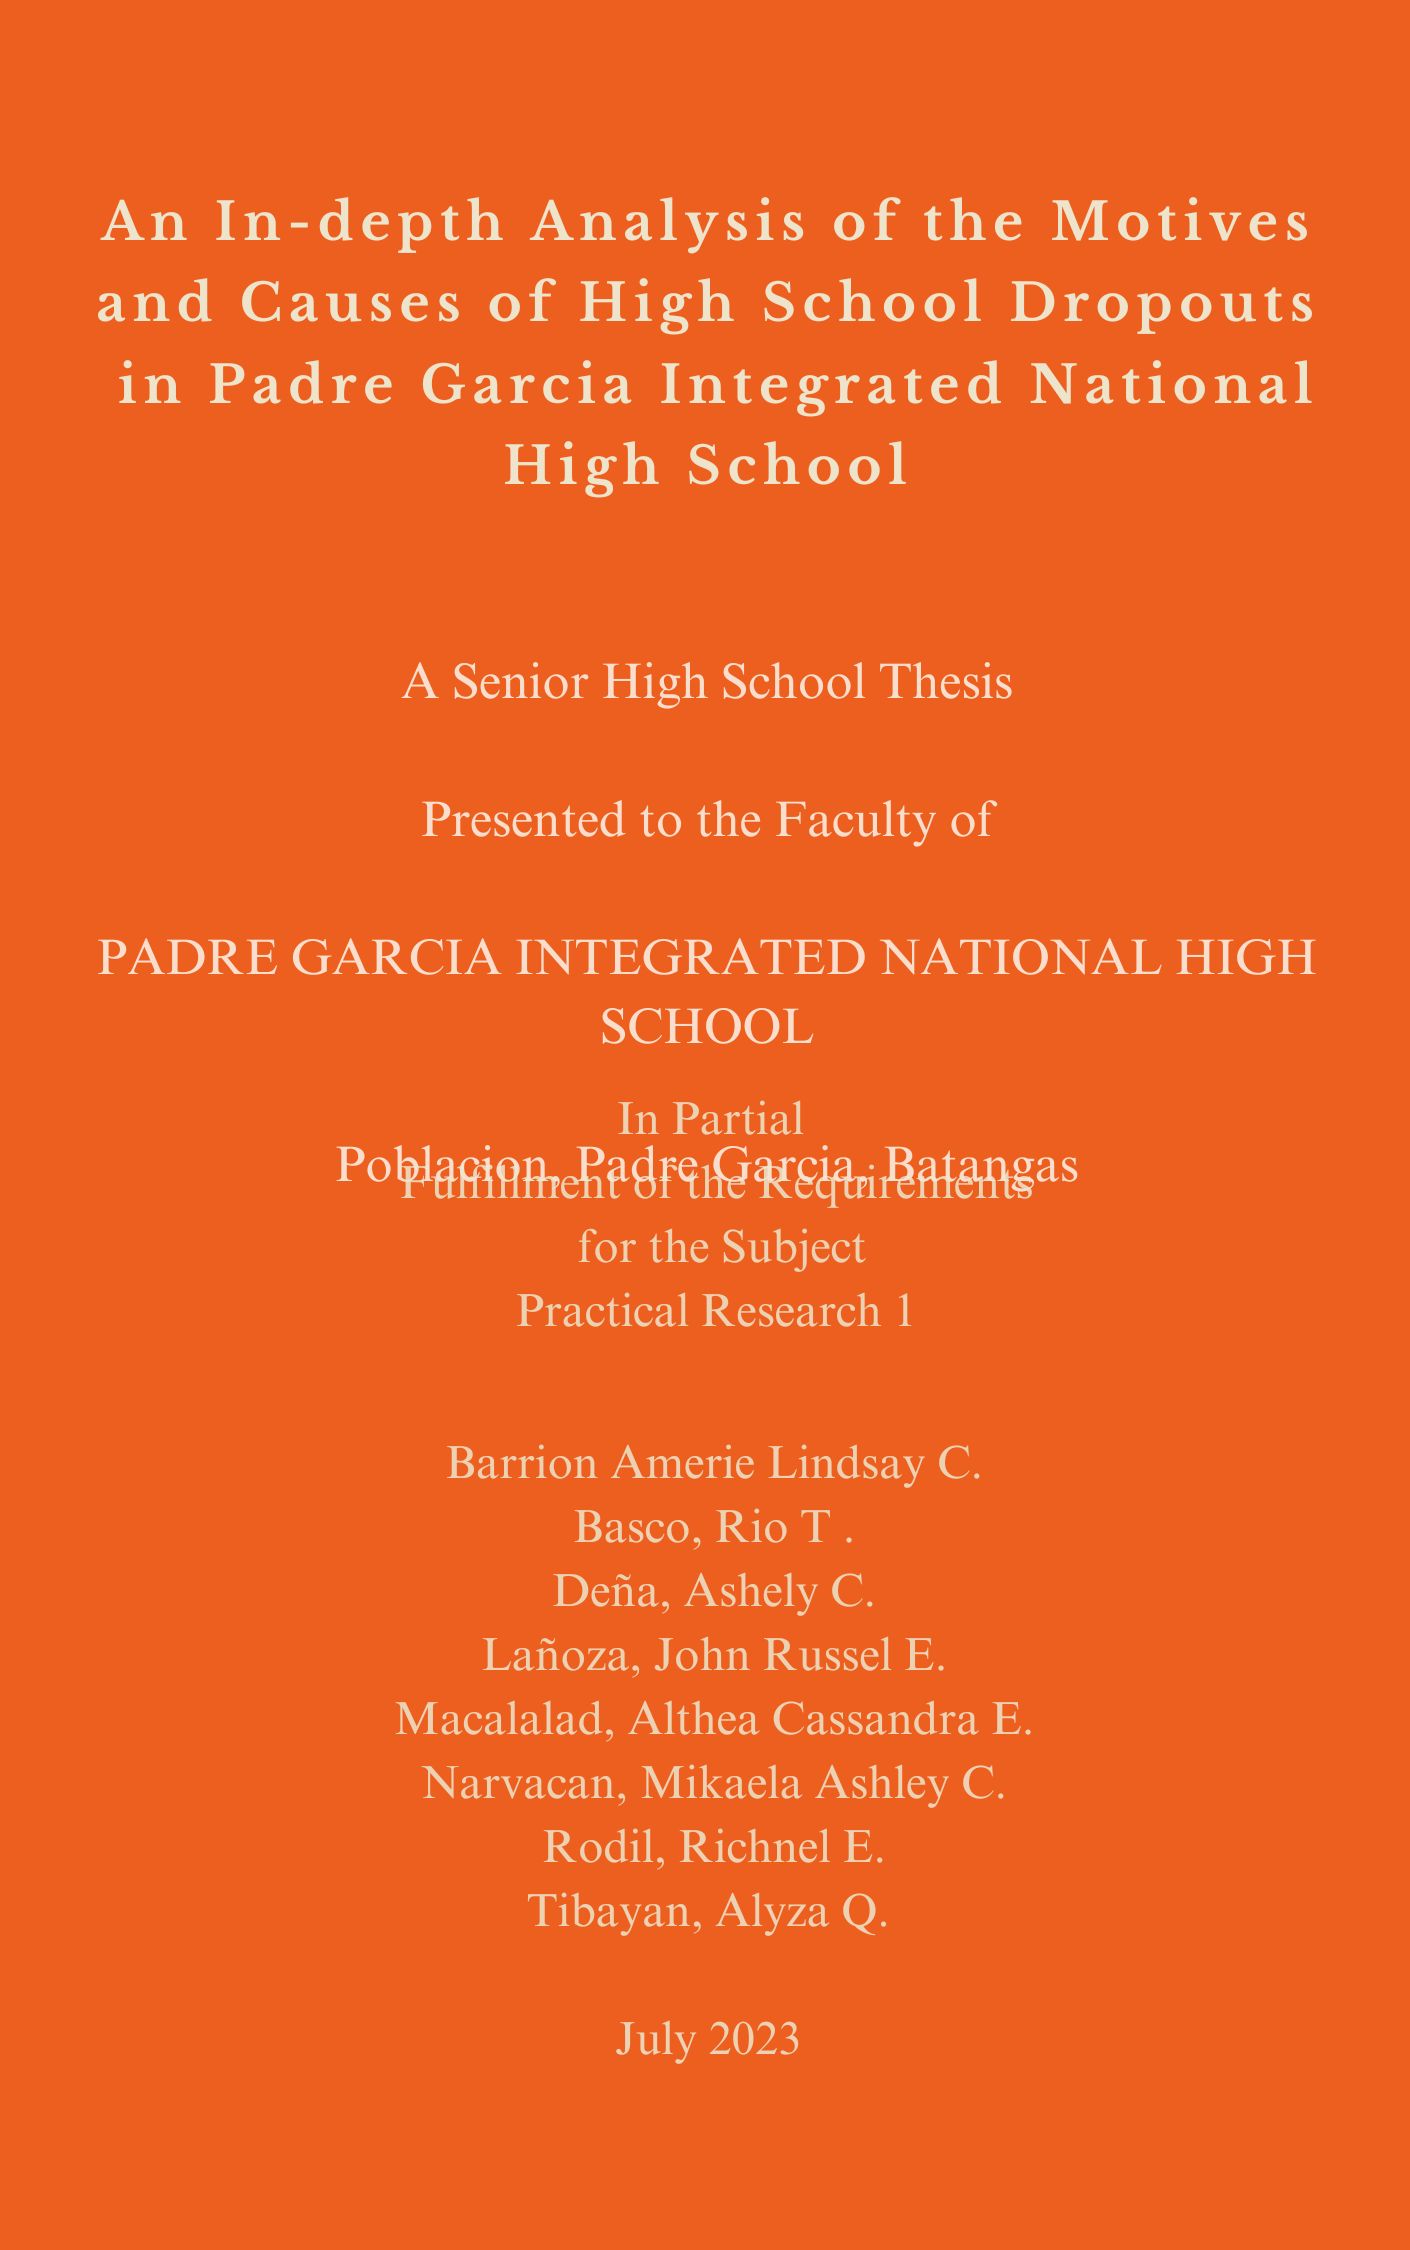 An In-depth Analysis of the Motives
and Causes of High School Dropouts
in Padre Garcia Integrated National
High School
A Senior High School Thesis
Presented to the Faculty of
PADRE GARCIA INTEGRATED NATIONAL HIGH
SCHOOL
In Partial
Poblacion, Padre Garcia, Batangas
Fulfillment of the Requirements
for the Subject
Practical Research 1
Barrion Amerie Lindsay C.
Basco, Rio T .
Deña, Ashely C.
Lañoza, John Russel E.
Macalalad, Althea Cassandra E.
Narvacan, Mikaela Ashley C.
Rodil, Richnel E.
Tibayan, Alyza Q.
July 2023